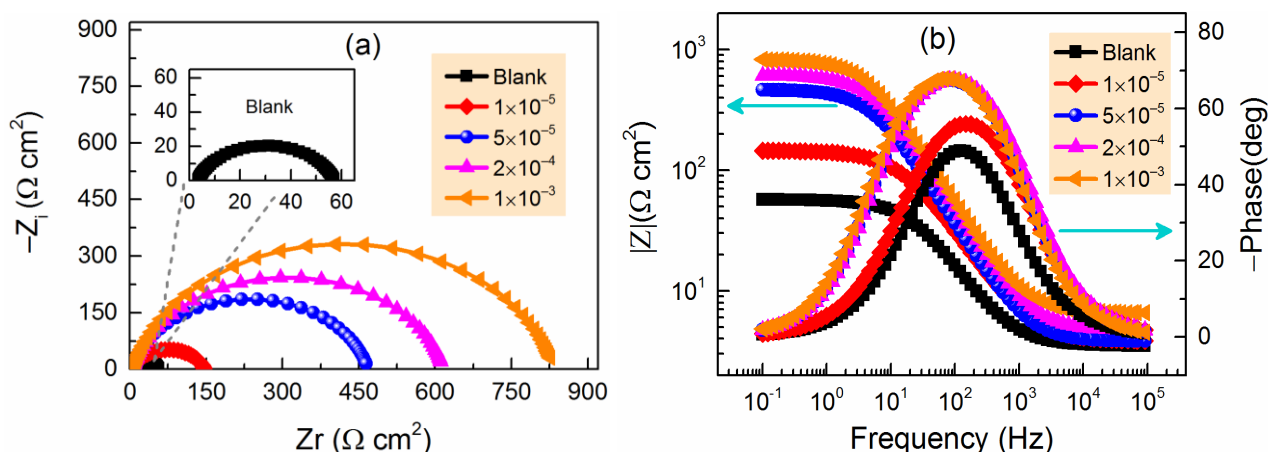 (a)
900
750
600
450
300
150
0
−Zi (Ω cm²)
60
40
20
0
Blank
0 20 40 60
Blank
1×10⁻⁵
5×10⁻⁵
2×10⁻⁴
1×10⁻³
0 150 300 450 600 750 900
Zr (Ω cm²)
(b)
10³
10²
10¹
|Z|(Ω cm²)
Blank
1×10⁻⁵
5×10⁻⁵
2×10⁻⁴
1×10⁻³
80
60
40
20
0
−Phase(deg)
10⁻¹ 10⁰ 10¹ 10² 10³ 10⁴ 10⁵
Frequency (Hz)